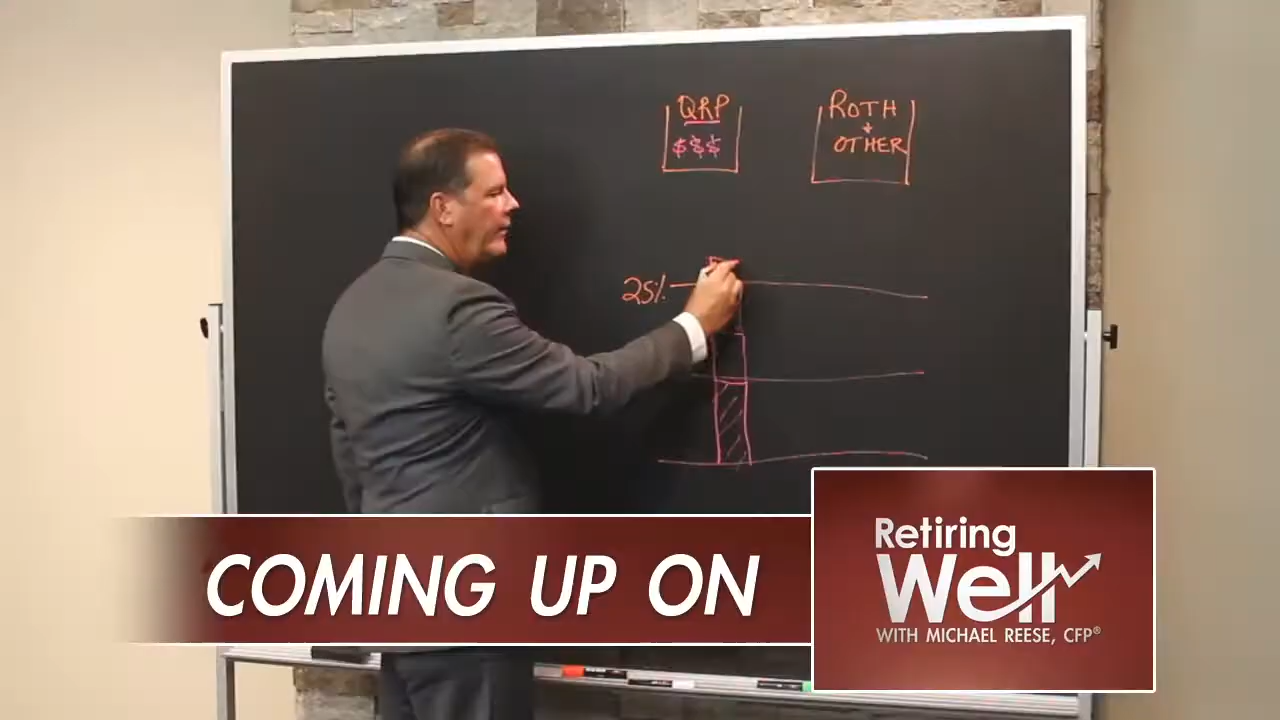 QRP
$$$
ROTH
+
OTHER
25%
COMING UP ON
Retiring
Well
WITH MICHAEL REESE, CFP®